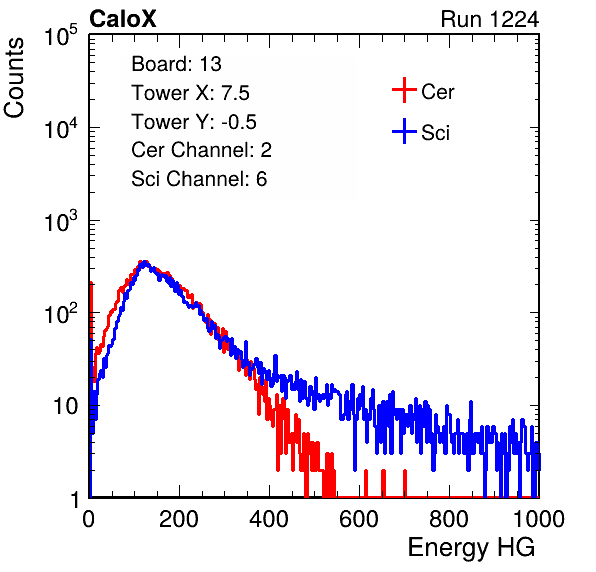 CaloX Run 1224
Counts
10^5
10^4
10^3
10^2
10
1
Board: 13
Tower X: 7.5
Tower Y: -0.5
Cer Channel: 2
Sci Channel: 6
Cer
Sci
0 200 400 600 800 1000
Energy HG